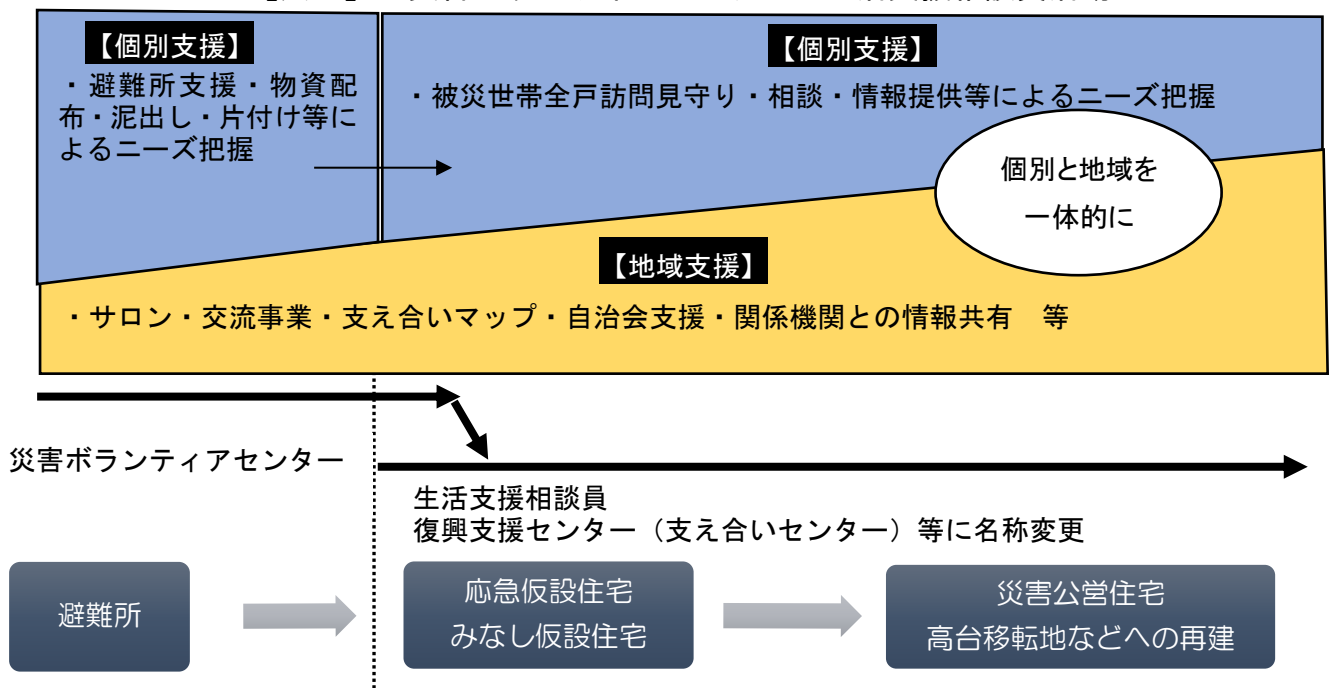 【個別支援】
・避難所支援・物資配
布・泥出し・片付け等に
よるニーズ把握
【個別支援】
・被災世帯全戸訪問見守り・相談・情報提供等によるニーズ把握
個別と地域を
一体的に
【地域支援】
・サロン・交流事業・支え合いマップ・自治会支援・関係機関との情報共有　等
災害ボランティアセンター
生活支援相談員
復興支援センター（支え合いセンター）等に名称変更
避難所
応急仮設住宅
みなし仮設住宅
災害公営住宅
高台移転地などへの再建